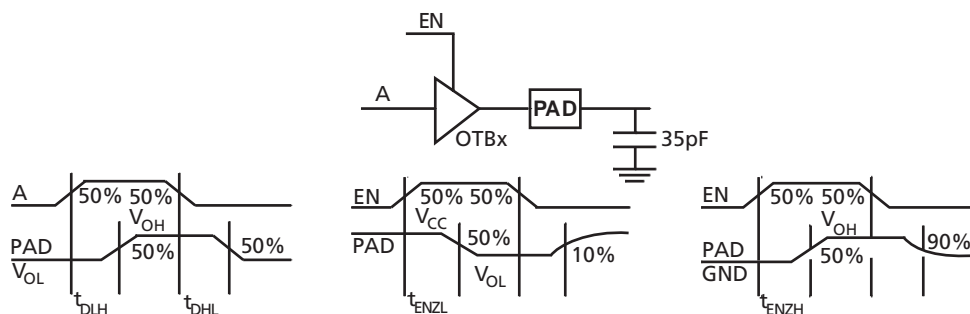 EN
A
PAD
OTBx
35pF
A
50% 50%
V_OH
PAD
50%
50%
V_OL
t_DLH
t_DHL
EN
50% 50%
V_CC
PAD
50%
10%
V_OL
t_ENZL
EN
50% 50%
V_OH
PAD
90%
50%
GND
t_ENZH